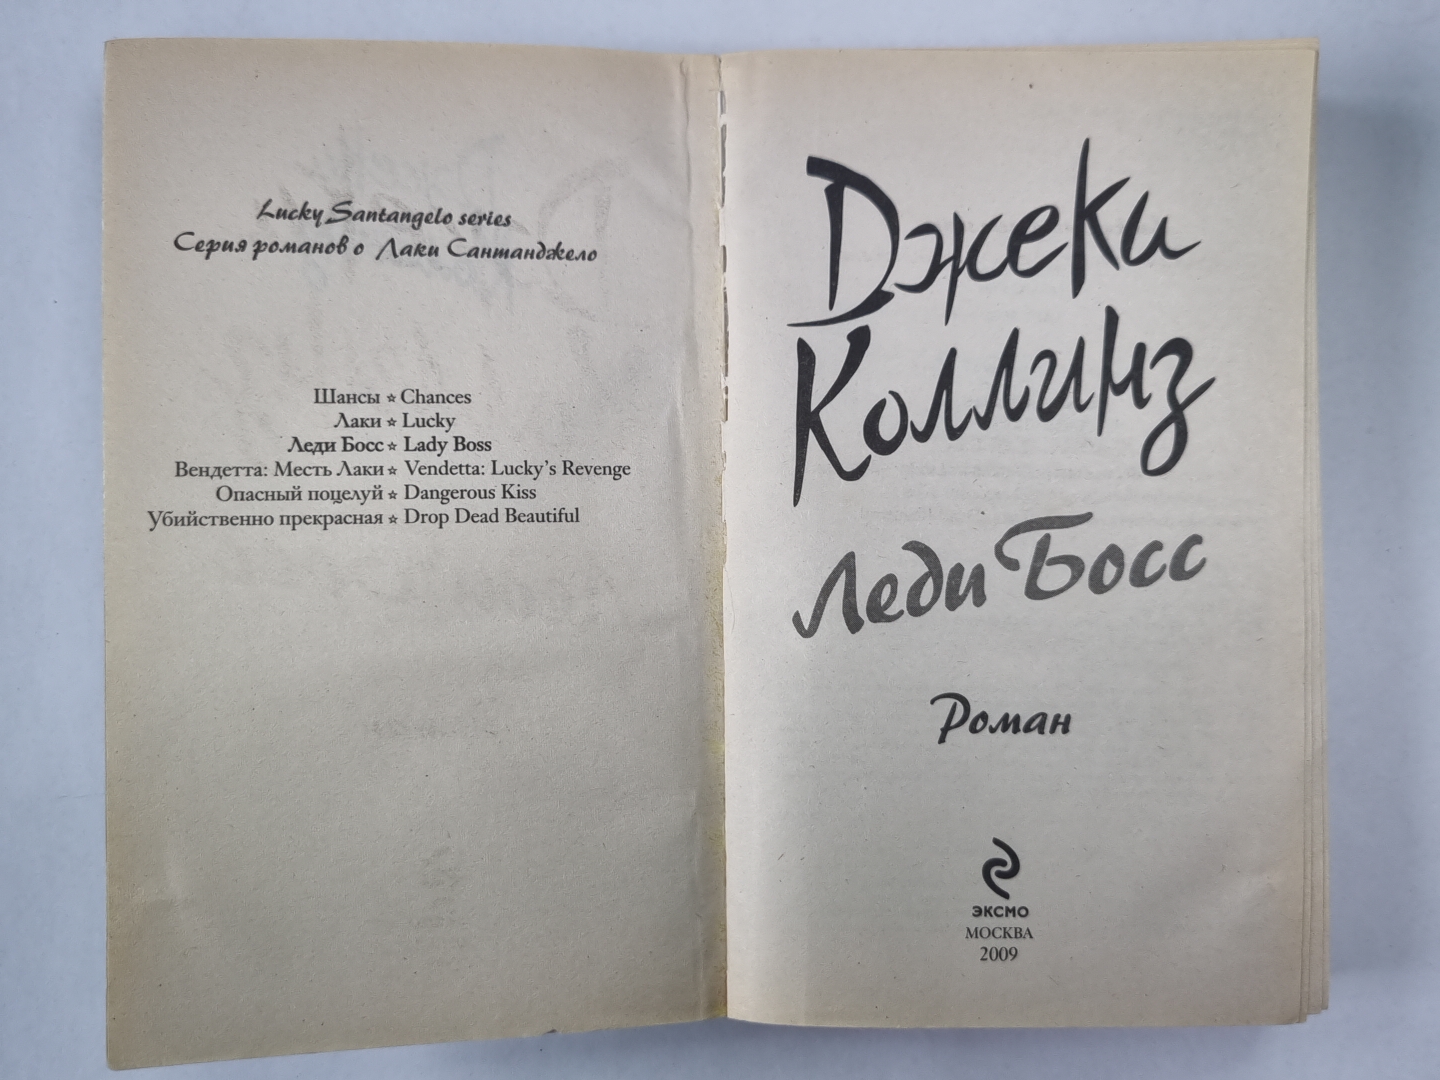 Lucky Santangelo series
Серия романов о Лаки Сантанджело
Шансы ☆ Chances
Лаки ☆ Lucky
Леди Босс ☆ Lady Boss
Вендетта: Месть Лаки ☆ Vendetta: Lucky's Revenge
Опасный поцелуй ☆ Dangerous Kiss
Убийственно прекрасная ☆ Drop Dead Beautiful
Джеки
Коллинз
Леди Босс
Роман
ЭКСМО
МОСКВА
2009